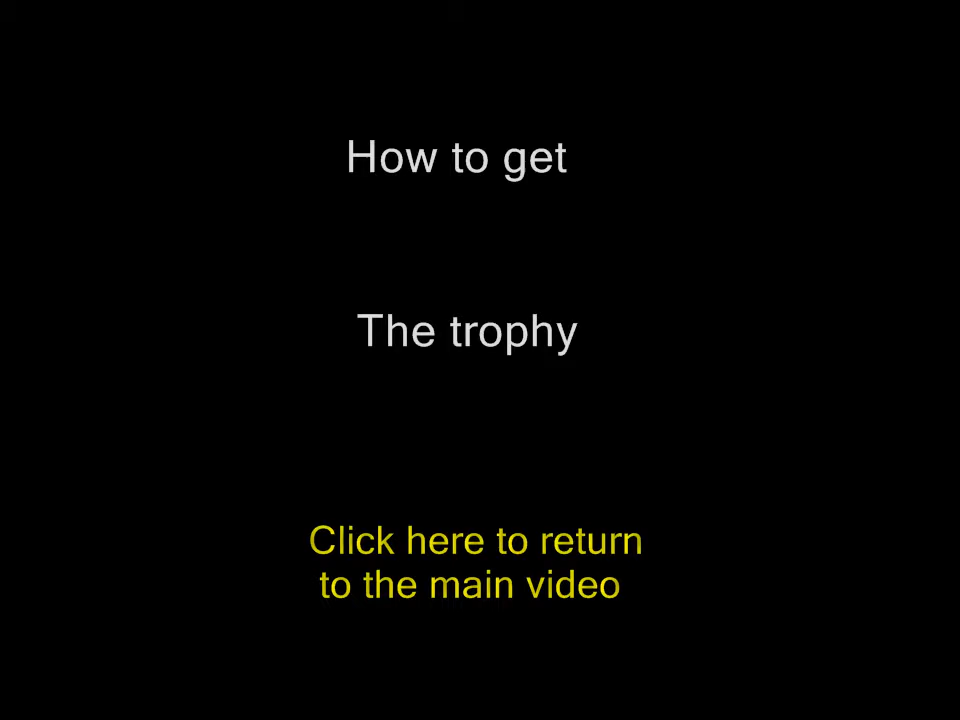 How to get
The trophy
Click here to return
to the main video